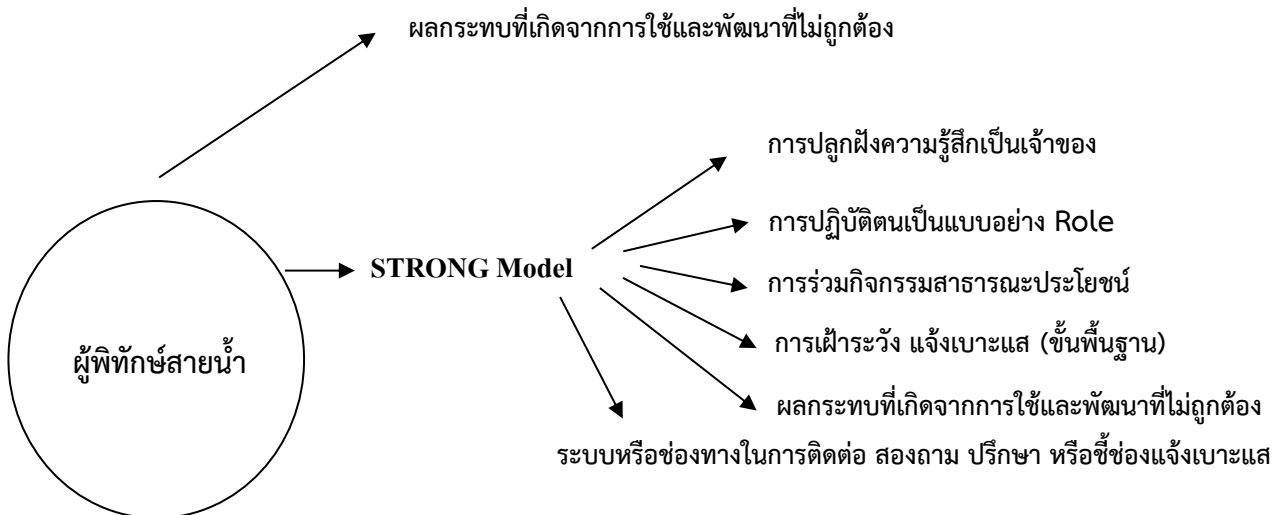 ผลกระทบที่เกิดจากการใช้และพัฒนาที่ไม่ถูกต้อง
การปลูกฝังความรู้สึกเป็นเจ้าของ
การปฏิบัติตนเป็นแบบอย่าง Role
STRONG Model
การร่วมกิจกรรมสาธารณะประโยชน์
การเฝ้าระวัง แจ้งเบาะแส (ขั้นพื้นฐาน)
ผู้พิทักษ์สายน้ำ
ผลกระทบที่เกิดจากการใช้และพัฒนาที่ไม่ถูกต้อง
ระบบหรือช่องทางในการติดต่อ สองถาม ปรึกษา หรือชี้ช่องแจ้งเบาะแส